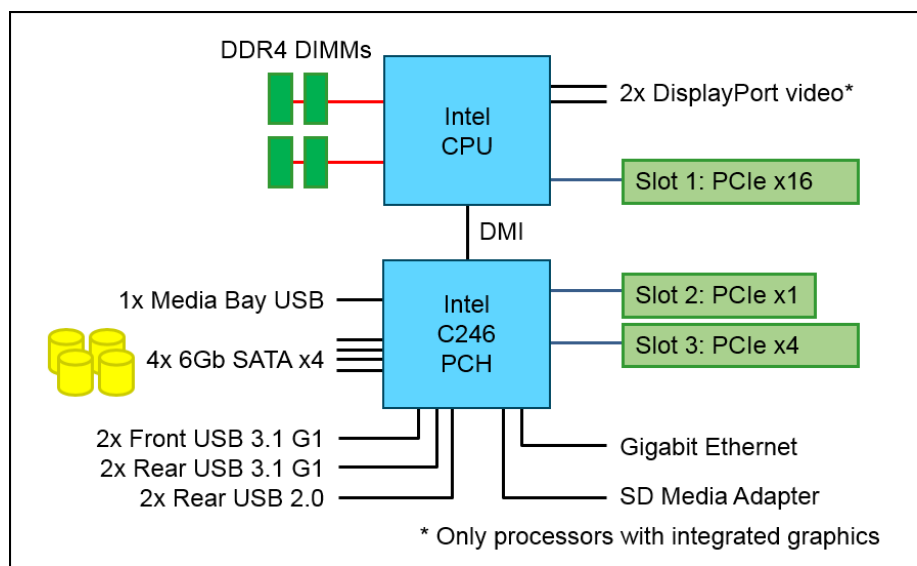 DDR4 DIMMs
Intel
CPU
2x DisplayPort video*
Slot 1: PCIe x16
DMI
1x Media Bay USB
Intel
C246
PCH
Slot 2: PCIe x1
Slot 3: PCIe x4
4x 6Gb SATA x4
2x Front USB 3.1 G1
2x Rear USB 3.1 G1
2x Rear USB 2.0
Gigabit Ethernet
SD Media Adapter
* Only processors with integrated graphics